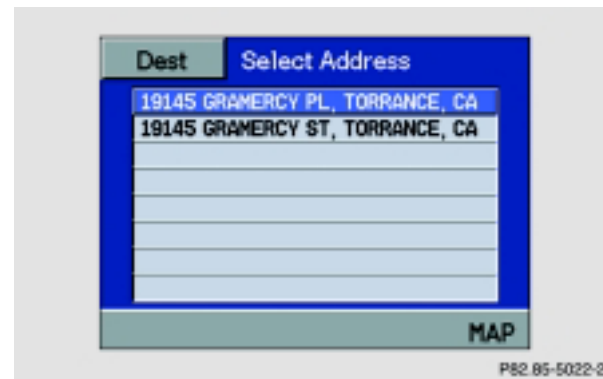 Dest Select Address
19145 GRAMERCY PL, TORRANCE, CA
19145 GRAMERCY ST, TORRANCE, CA
MAP
P82.85-5022-2